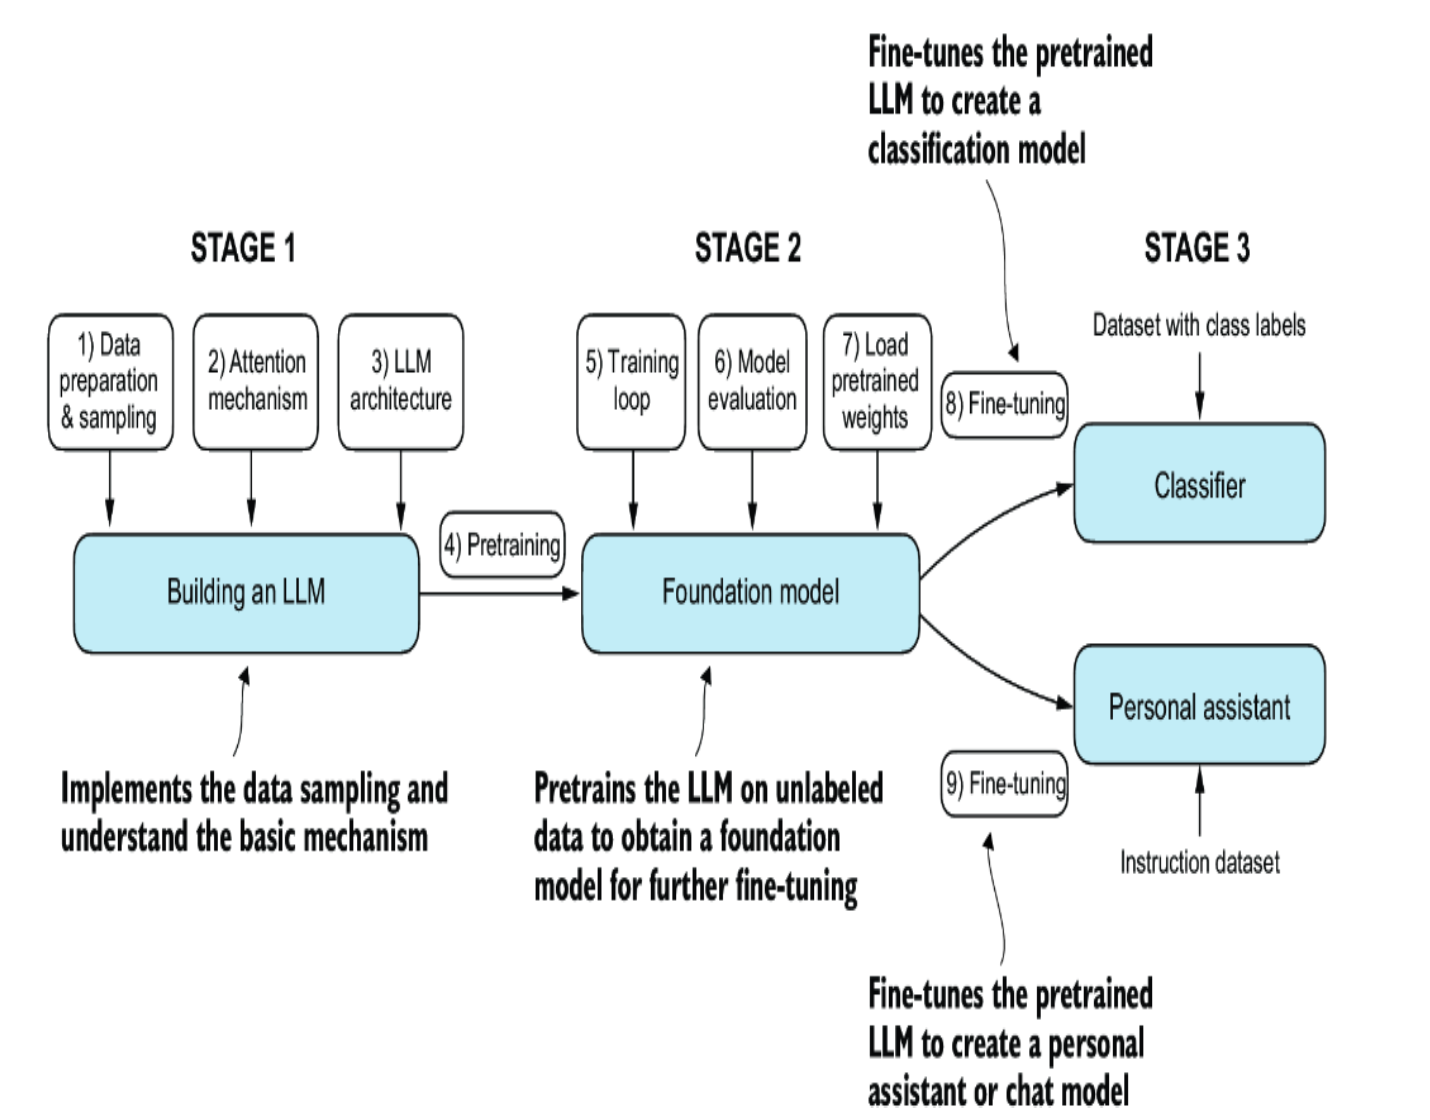 Fine-tunes the pretrained
LLM to create a
classification model
STAGE 1
STAGE 2
STAGE 3
1) Data
preparation
& sampling
2) Attention
mechanism
3) LLM
architecture
5) Training
loop
6) Model
evaluation
7) Load
pretrained
weights
8) Fine-tuning
Dataset with class labels
Classifier
4) Pretraining
Building an LLM
Foundation model
Personal assistant
9) Fine-tuning
Instruction dataset
Implements the data sampling and
understand the basic mechanism
Pretrains the LLM on unlabeled
data to obtain a foundation
model for further fine-tuning
Fine-tunes the pretrained
LLM to create a personal
assistant or chat model